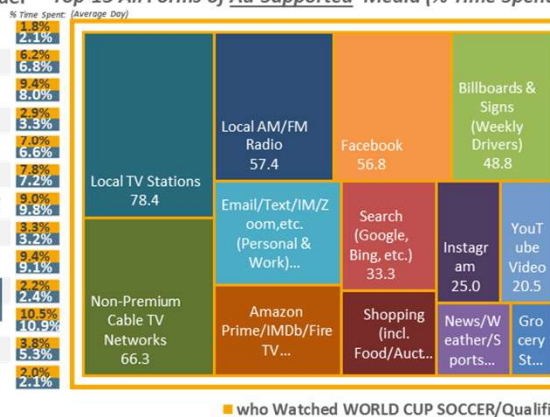 Top 15 All Forms of Ad-Supported Media (% Time Spent
% Time Spent: (Average Day)
1.8%
2.1%
6.2%
6.8%
9.4%
8.0%
2.9%
3.3%
7.0%
6.6%
7.8%
7.2%
9.0%
9.8%
3.3%
3.2%
9.4%
9.1%
2.2%
2.4%
10.5%
10.9%
3.8%
5.3%
2.0%
2.1%
Local TV Stations
78.4
Non-Premium
Cable TV
Networks
66.3
Local AM/FM
Radio
57.4
Facebook
56.8
Billboards &
Signs
(Weekly
Drivers)
48.8
Email/Text/IM/Z
oom,etc.
(Personal &
Work)...
Amazon
Prime/IMDb/Fire
TV...
Search
(Google,
Bing, etc.)
33.3
Shopping
(incl.
Food/Auct...
Instagr
am
25.0
YouT
ube
Video
20.5
News/W
eather/S
ports...
Gro
cery
St...
who Watched WORLD CUP SOCCER/Qualifi